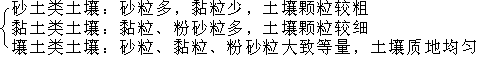 砂土类土壤：砂粒多，黏粒少，土壤颗粒较粗
黏土类土壤：黏粒、粉砂粒多，土壤颗粒较细
壤土类土壤：砂粒、黏粒、粉砂粒大致等量，土壤质地均匀